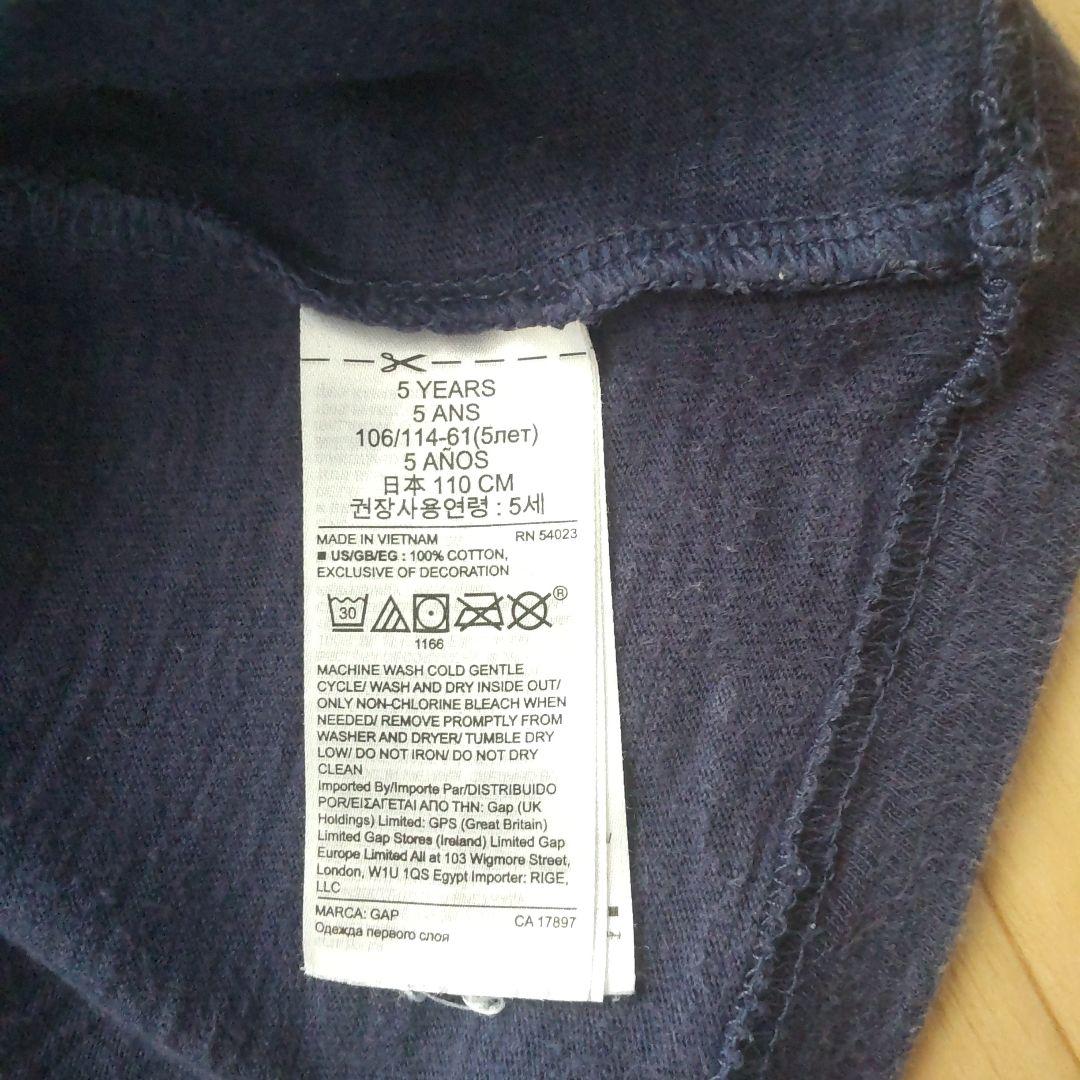 5 YEARS
5 ANS
106/114-61(5лет)
5 AÑOS
日本 110 CM
권장사용연령 : 5세
MADE IN VIETNAM RN 54023
■ US/GB/EG : 100% COTTON,
EXCLUSIVE OF DECORATION
30 ®
1166
MACHINE WASH COLD GENTLE
CYCLE/ WASH AND DRY INSIDE OUT/
ONLY NON-CHLORINE BLEACH WHEN
NEEDED/ REMOVE PROMPTLY FROM
WASHER AND DRYER/ TUMBLE DRY
LOW/ DO NOT IRON/ DO NOT DRY
CLEAN
Imported By/Importe Par/DISTRIBUIDO
POR/ΕΙΣΑΓΕΤΑΙ ΑΠΟ ΤΗΝ: Gap (UK
Holdings) Limited: GPS (Great Britain)
Limited Gap Stores (Ireland) Limited Gap
Europe Limited All at 103 Wigmore Street,
London, W1U 1QS Egypt Importer: RIGE,
LLC
MARCA: GAP CA 17897
Одежда первого слоя